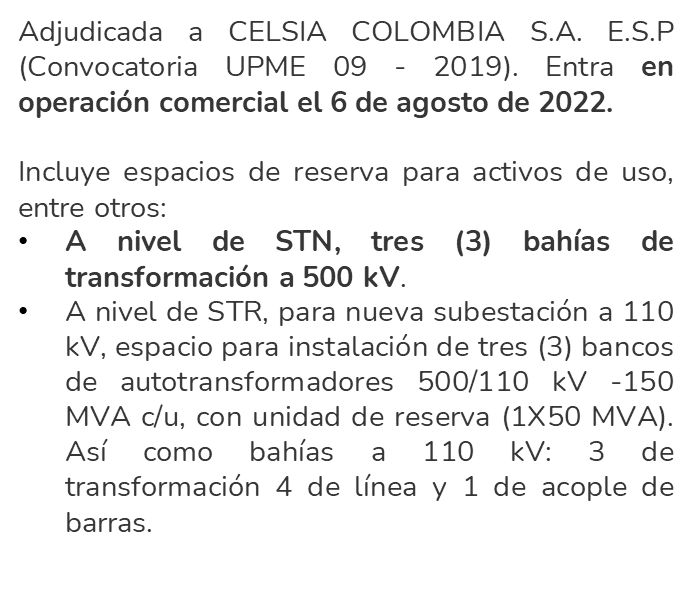 Adjudicada a CELSIA COLOMBIA S.A. E.S.P
(Convocatoria UPME 09 - 2019). Entra en
operación comercial el 6 de agosto de 2022.
Incluye espacios de reserva para activos de uso,
entre otros:
• A nivel de STN, tres (3) bahías de
transformación a 500 kV.
• A nivel de STR, para nueva subestación a 110
kV, espacio para instalación de tres (3) bancos
de autotransformadores 500/110 kV -150
MVA c/u, con unidad de reserva (1X50 MVA).
Así como bahías a 110 kV: 3 de
transformación 4 de línea y 1 de acople de
barras.